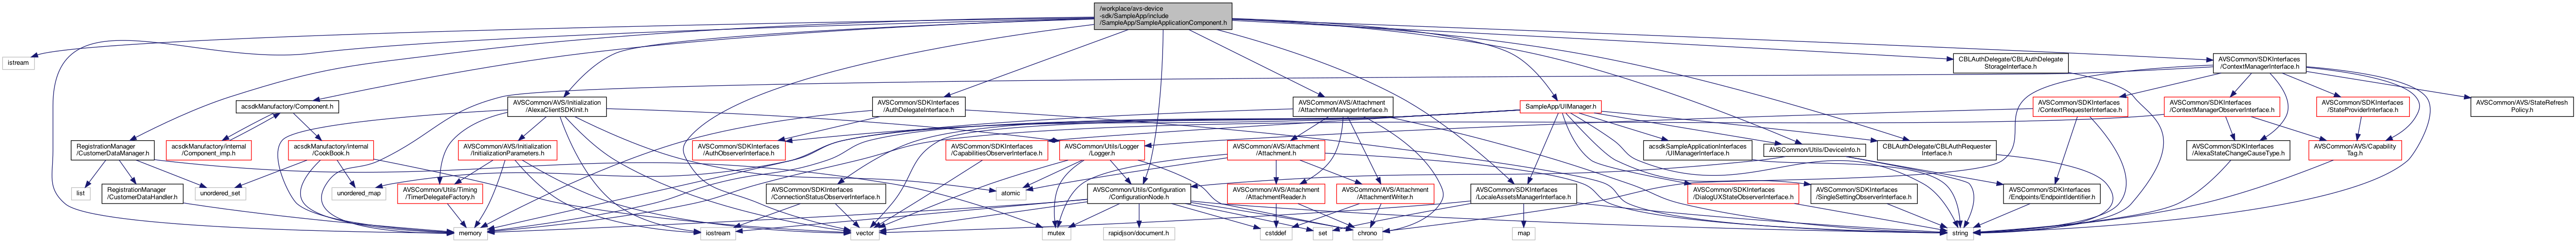 /workplace/avs-device
-sdk/SampleApp/include
/SampleApp/SampleApplicationComponent.h
istream
CBLAuthDelegate/CBLAuthDelegate
StorageInterface.h
AVSCommon/SDKInterfaces
/ContextManagerInterface.h
acsdkManufactory/Component.h
AVSCommon/AVS/Initialization
/AlexaClientSDKInit.h
AVSCommon/SDKInterfaces
/AuthDelegateInterface.h
AVSCommon/AVS/Attachment
/AttachmentManagerInterface.h
SampleApp/UIManager.h
AVSCommon/SDKInterfaces
/ContextRequesterInterface.h
AVSCommon/SDKInterfaces
/ContextManagerObserverInterface.h
AVSCommon/SDKInterfaces
/StateProviderInterface.h
AVSCommon/AVS/StateRefresh
Policy.h
RegistrationManager
/CustomerDataManager.h
acsdkManufactory/internal
/Component_imp.h
acsdkManufactory/internal
/CookBook.h
AVSCommon/AVS/Initialization
/InitializationParameters.h
AVSCommon/SDKInterfaces
/AuthObserverInterface.h
AVSCommon/SDKInterfaces
/CapabilitiesObserverInterface.h
AVSCommon/Utils/Logger
/Logger.h
AVSCommon/AVS/Attachment
/Attachment.h
acsdkSampleApplicationInterfaces
/UIManagerInterface.h
AVSCommon/Utils/DeviceInfo.h
CBLAuthDelegate/CBLAuthRequester
Interface.h
AVSCommon/SDKInterfaces
/AlexaStateChangeCauseType.h
AVSCommon/AVS/Capability
Tag.h
list
RegistrationManager
/CustomerDataHandler.h
unordered_set
unordered_map
AVSCommon/Utils/Timing
/TimerDelegateFactory.h
AVSCommon/SDKInterfaces
/ConnectionStatusObserverInterface.h
atomic
AVSCommon/Utils/Configuration
/ConfigurationNode.h
AVSCommon/AVS/Attachment
/AttachmentReader.h
AVSCommon/AVS/Attachment
/AttachmentWriter.h
AVSCommon/SDKInterfaces
/LocaleAssetsManagerInterface.h
AVSCommon/SDKInterfaces
/DialogUXStateObserverInterface.h
AVSCommon/SDKInterfaces
/SingleSettingObserverInterface.h
AVSCommon/SDKInterfaces
/Endpoints/EndpointIdentifier.h
memory
iostream
vector
mutex
rapidjson/document.h
cstddef
set
chrono
map
string